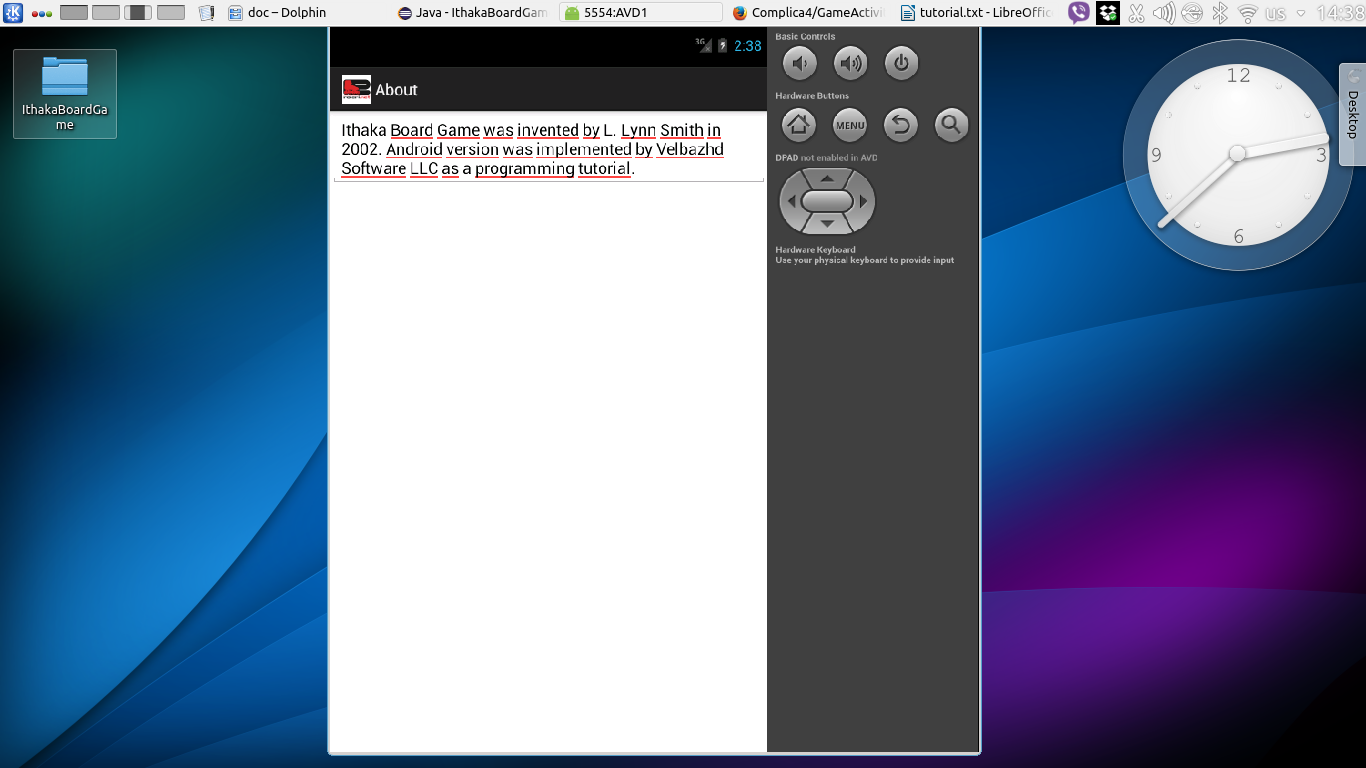 doc – Dolphin
Java - IthakaBoardGam
5554:AVD1
Complica4/GameActivi
tutorial.txt - LibreOffic
us
14:38
IthakaBoardGa
me
3G
2:38
About
Ithaka Board Game was invented by L. Lynn Smith in
2002. Android version was implemented by Velbazhd
Software LLC as a programming tutorial.
Basic Controls
Hardware Buttons
MENU
DPAD not enabled in AVD
Hardware Keyboard
Use your physical keyboard to provide input
12
9
3
6
Desktop